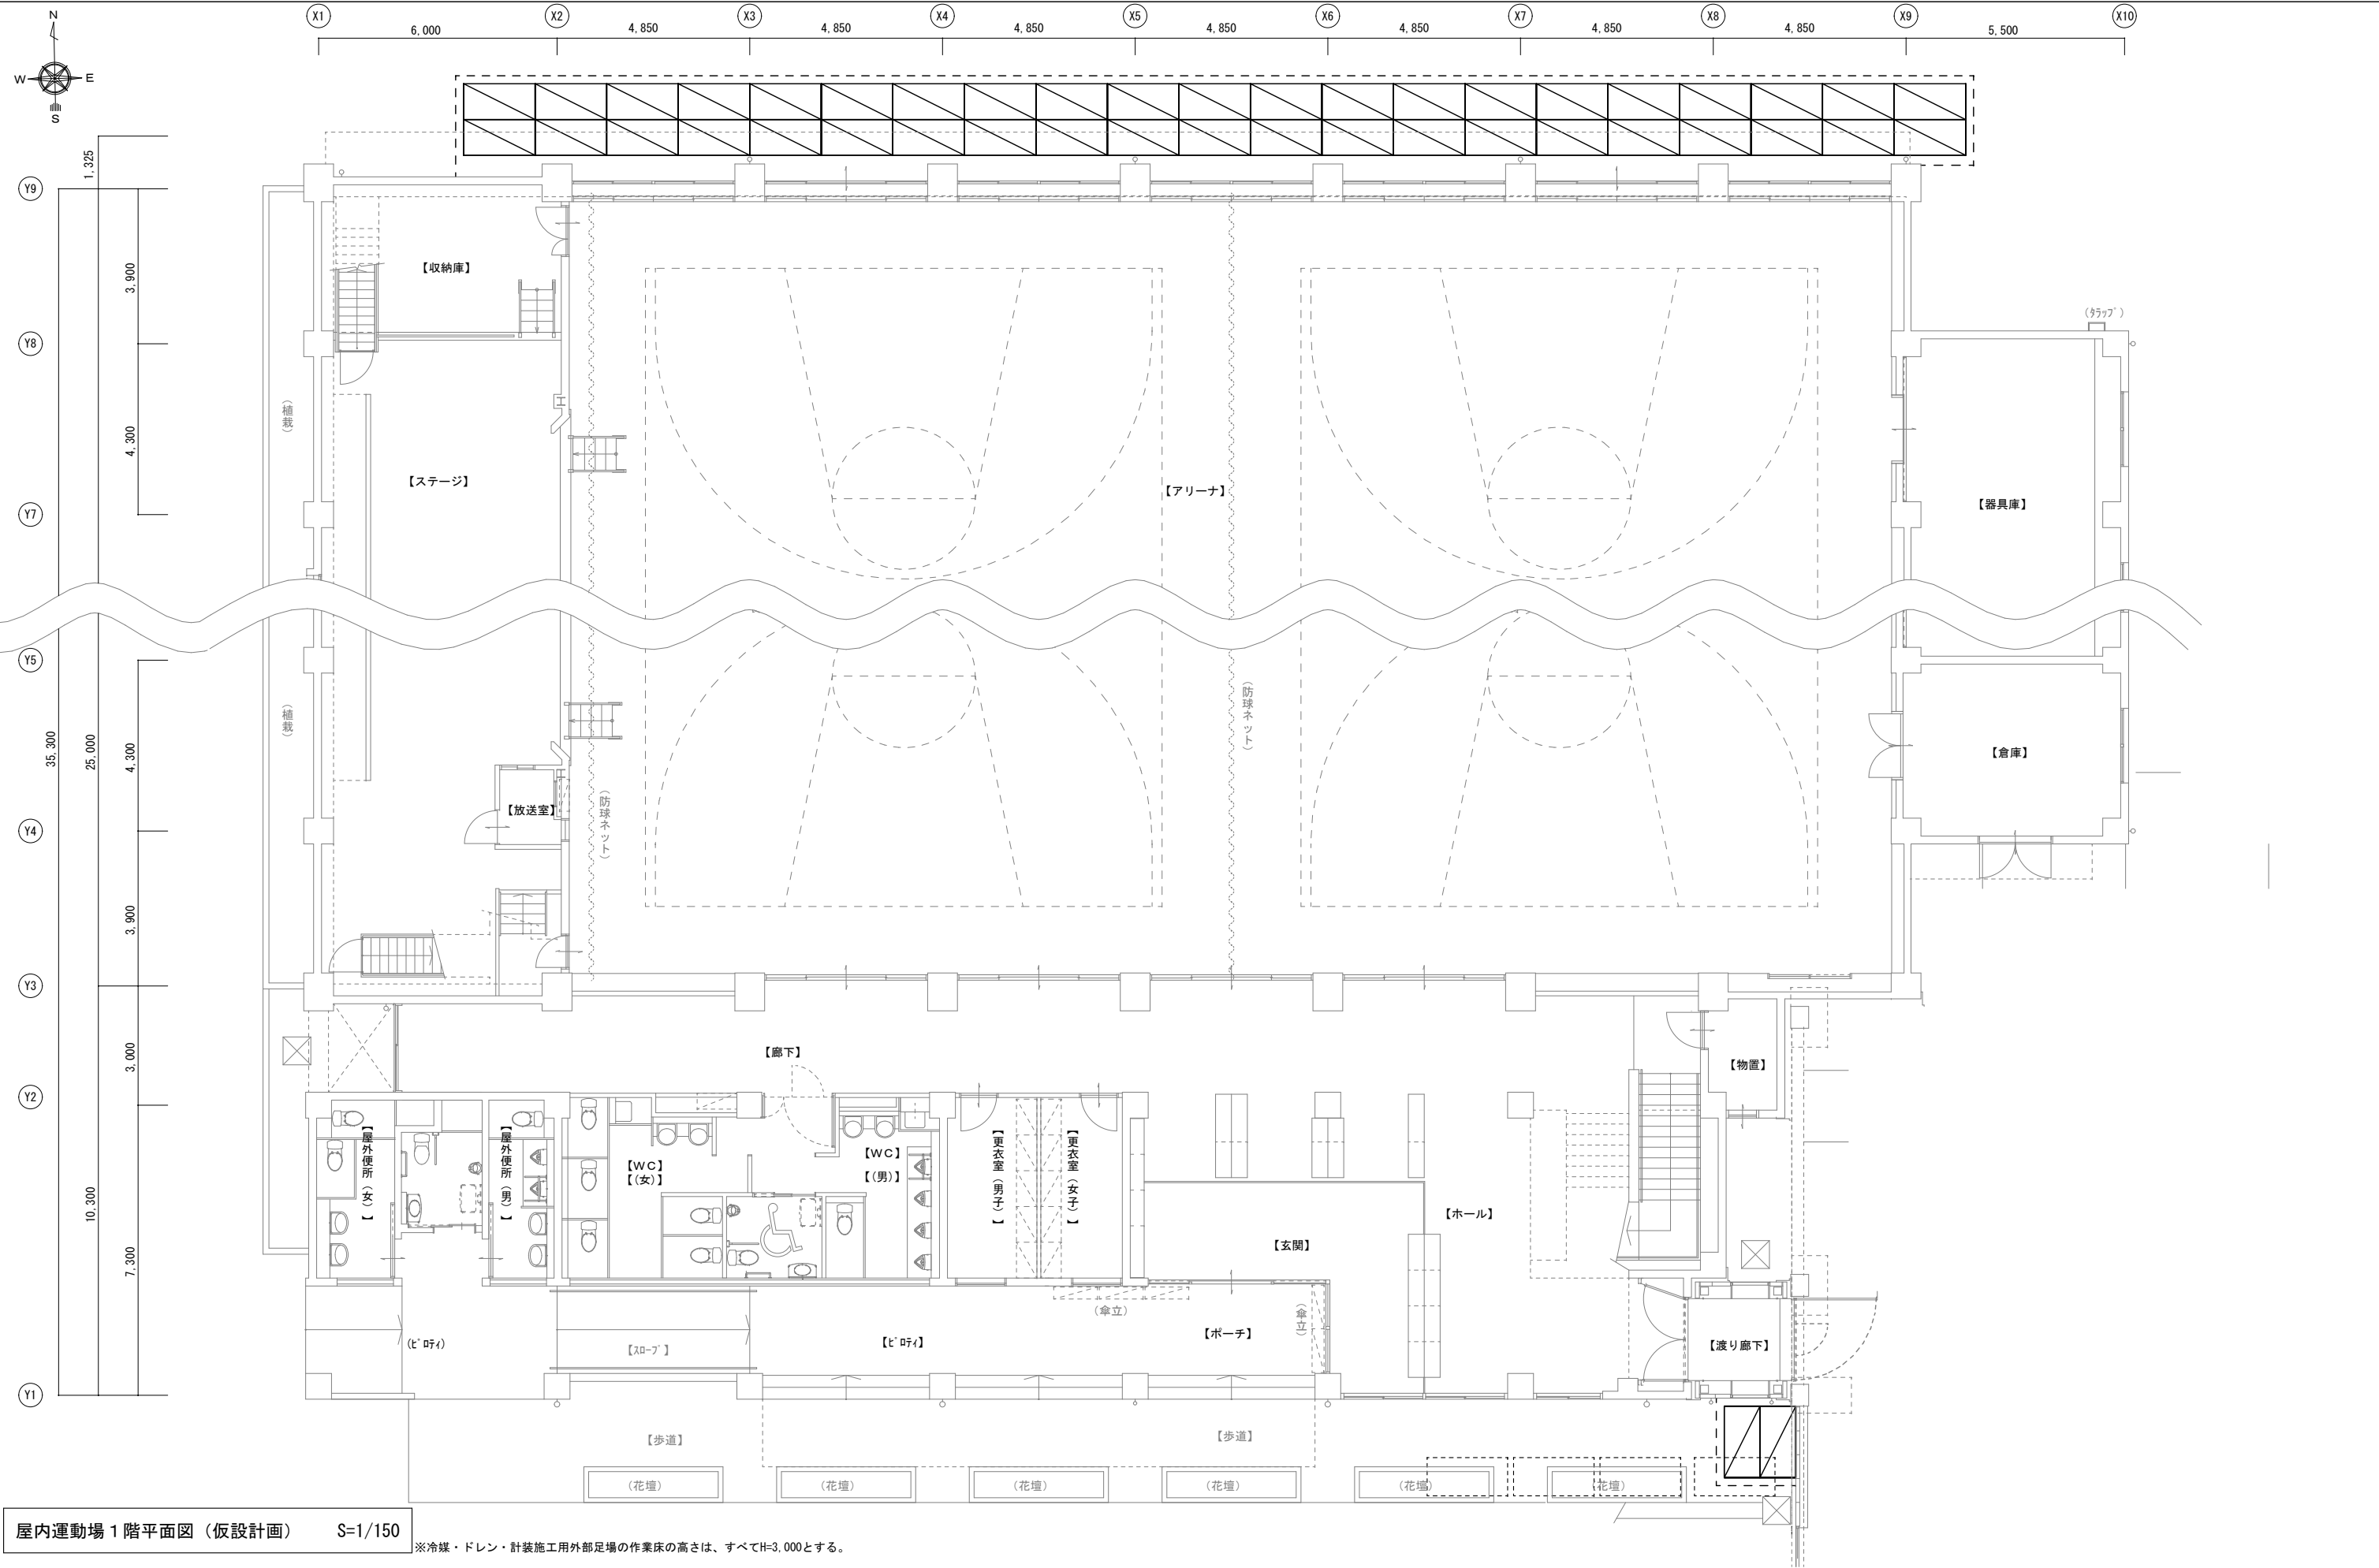 X1 X2 X3 X4 X5 X6 X7 X8 X9 X10
6,000 4,850 4,850 4,850 4,850 4,850 4,850 4,850 5,500
N
W E
S
1,325
Y9
3,900
【収納庫】
(ﾀﾗｯﾌﾟ)
Y8
(植栽)
4,300
【ステージ】
【アリーナ】
【器具庫】
Y7
Y5
(植栽)
(防球ネット)
35,300
25,000
4,300
【倉庫】
【放送室】
(防球ネット)
Y4
3,900
Y3
3,000
【廊下】
【物置】
Y2
【屋外便所(女)】
【屋外便所(男)】
【WC】
【(女)】
【WC】
【(男)】
【更衣室(男子)】
【更衣室(女子)】
10,300
7,300
【ホール】
【玄関】
(傘立)
(傘立)
(ﾋﾟﾛﾃｨ)
【ｽﾛｰﾌﾟ】
【ﾋﾟﾛﾃｨ】
【ポーチ】
【渡り廊下】
Y1
【歩道】
【歩道】
(花壇) (花壇) (花壇) (花壇) (花壇) (花壇)
屋内運動場1階平面図(仮設計画) S=1/150
※冷媒・ドレン・計装施工用外部足場の作業床の高さは、すべてH=3,000とする。